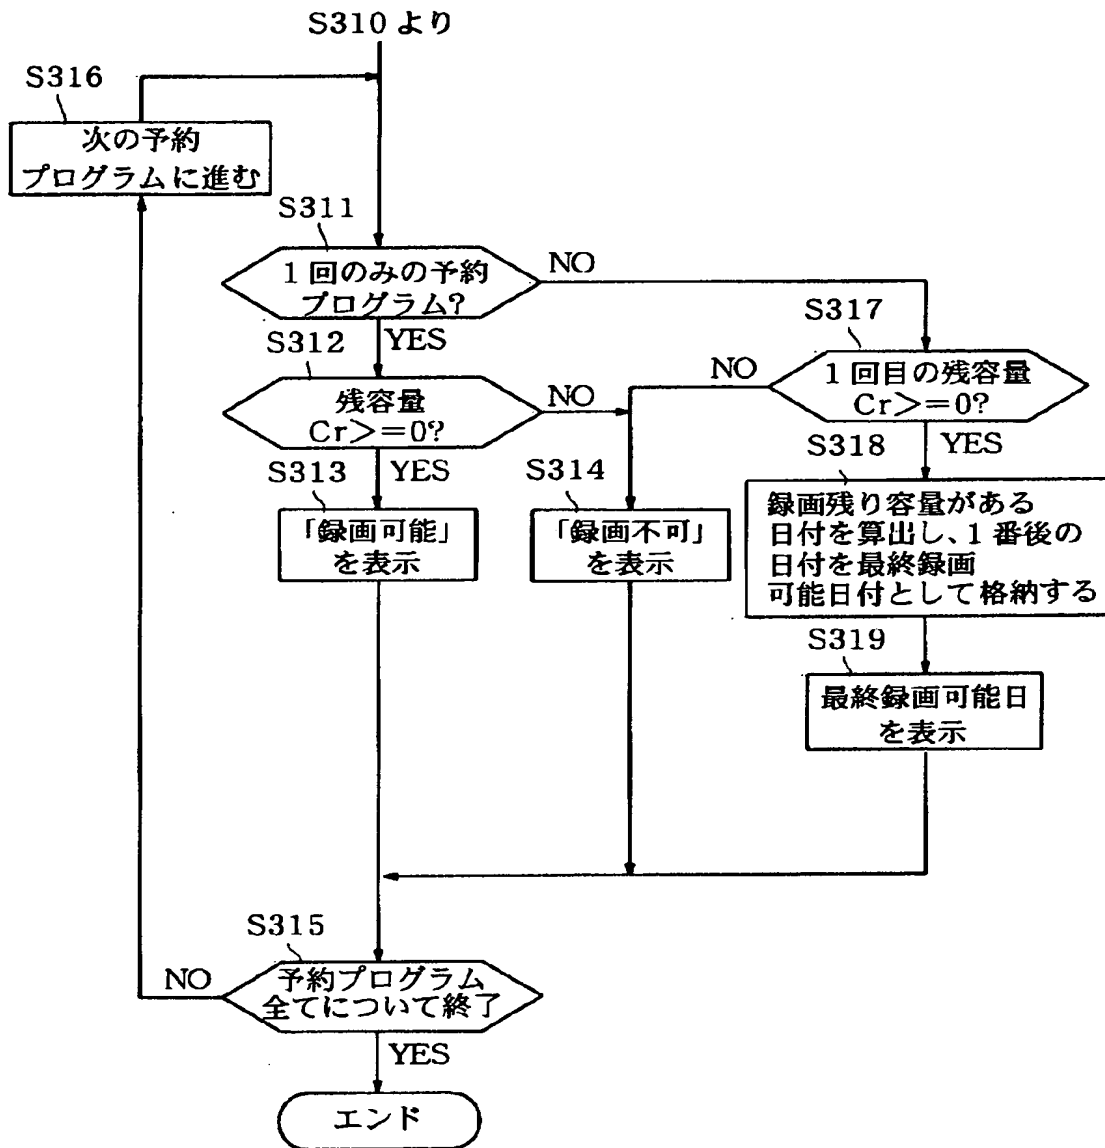 S310より
S316
次の予約
プログラムに進む
S311
1回のみの予約
プログラム?
NO
YES
S312
残容量
Cr>=0?
NO
YES
S317
1回目の残容量
Cr>=0?
NO
YES
S313
「録画可能」
を表示
S314
「録画不可」
を表示
S318
録画残り容量がある
日付を算出し、1番後の
日付を最終録画
可能日付として格納する
S319
最終録画可能日
を表示
S315
予約プログラム
全てについて終了
NO
YES
エンド